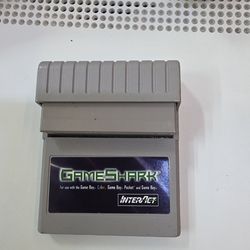 GAMESHARK
For use with the Game Boy, Color, Game Boy, Pocket and Game Boy
INTERACT